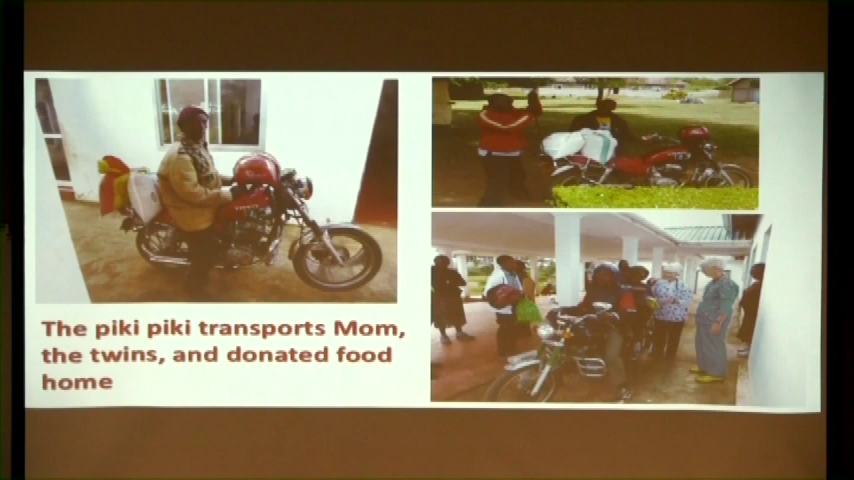 The piki piki transports Mom,
the twins, and donated food
home